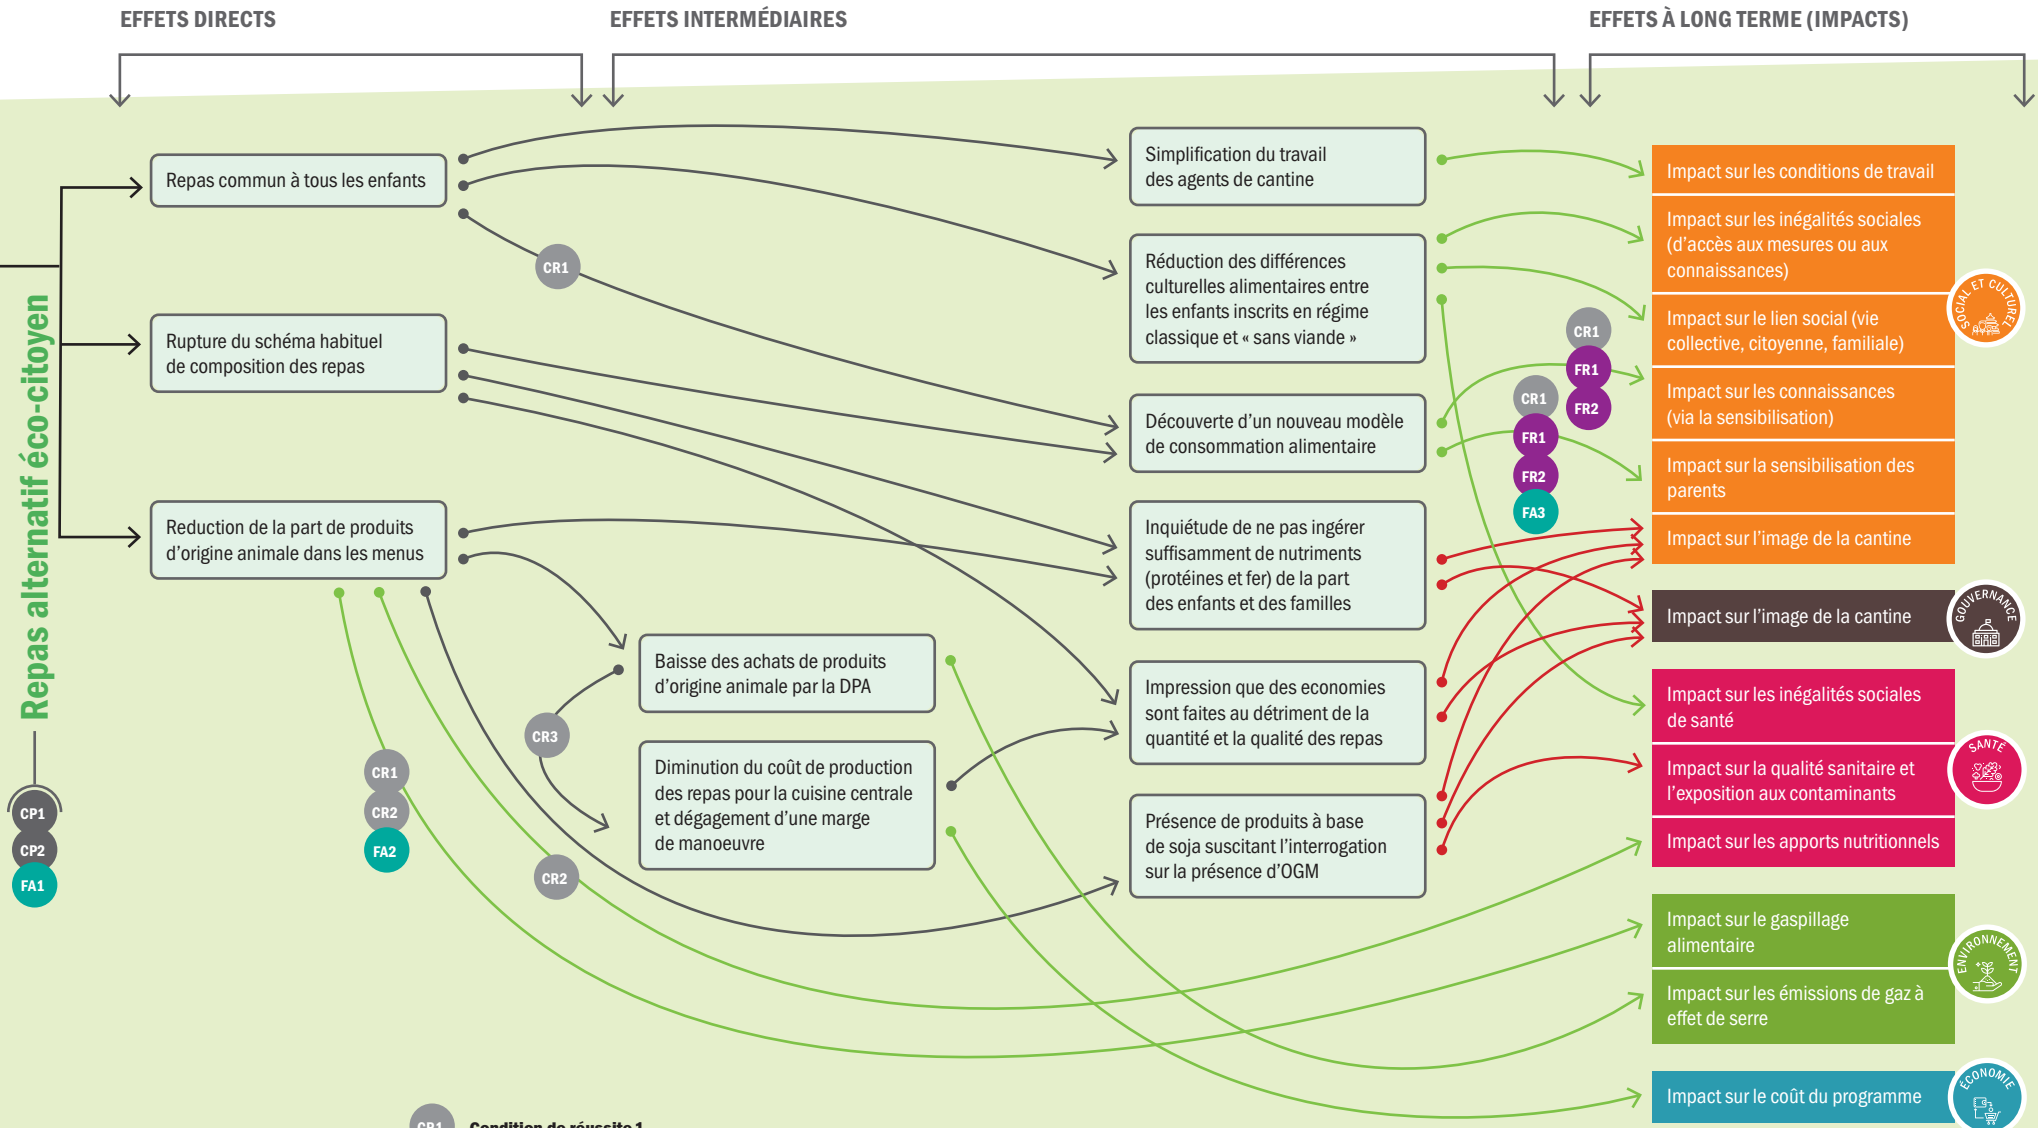 EFFETS DIRECTS
EFFETS INTERMÉDIAIRES
EFFETS À LONG TERME (IMPACTS)
Repas alternatif éco-citoyen
CP1
CP2
FA1
Repas commun à tous les enfants
Rupture du schéma habituel
de composition des repas
Reduction de la part de produits
d'origine animale dans les menus
CR1
CR3
CR1
CR2
FA2
CR2
Baisse des achats de produits
d'origine animale par la DPA
Diminution du coût de production
des repas pour la cuisine centrale
et dégagement d'une marge
de manoeuvre
Simplification du travail
des agents de cantine
Réduction des différences
culturelles alimentaires entre
les enfants inscrits en régime
classique et « sans viande »
Découverte d'un nouveau modèle
de consommation alimentaire
Inquiétude de ne pas ingérer
suffisamment de nutriments
(protéines et fer) de la part
des enfants et des familles
Impression que des economies
sont faites au détriment de la
quantité et la qualité des repas
Présence de produits à base
de soja suscitant l'interrogation
sur la présence d'OGM
CR1
FR1
FR2
CR1
FR1
FR2
FA3
Impact sur les conditions de travail
Impact sur les inégalités sociales
(d'accès aux mesures ou aux
connaissances)
Impact sur le lien social (vie
collective, citoyenne, familiale)
Impact sur les connaissances
(via la sensibilisation)
Impact sur la sensibilisation des
parents
Impact sur l'image de la cantine
SOCIAL ET CULTUREL
Impact sur l'image de la cantine
GOUVERNANCE
Impact sur les inégalités sociales
de santé
Impact sur la qualité sanitaire et
l'exposition aux contaminants
Impact sur les apports nutritionnels
SANTÉ
Impact sur le gaspillage
alimentaire
Impact sur les émissions de gaz à
effet de serre
ENVIRONNEMENT
Impact sur le coût du programme
ÉCONOMIE
CR1
Condition de réussite 1